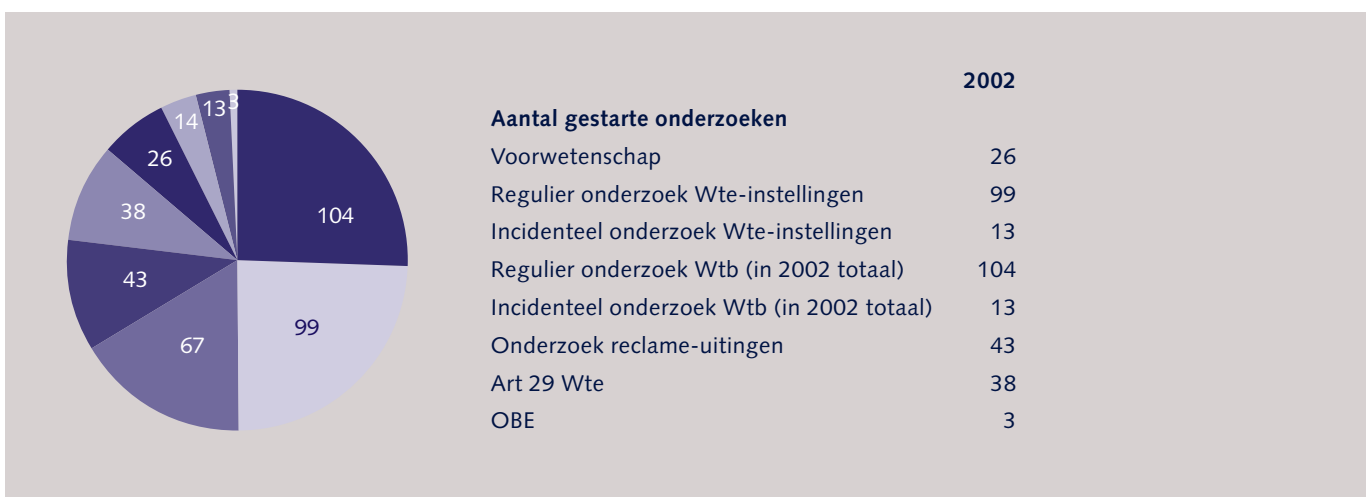 104
99
67
43
38
26
14
13
3
2002
Aantal gestarte onderzoeken
Voorwetenschap 26
Regulier onderzoek Wte-instellingen 99
Incidenteel onderzoek Wte-instellingen 13
Regulier onderzoek Wtb (in 2002 totaal) 104
Incidenteel onderzoek Wtb (in 2002 totaal) 13
Onderzoek reclame-uitingen 43
Art 29 Wte 38
OBE 3